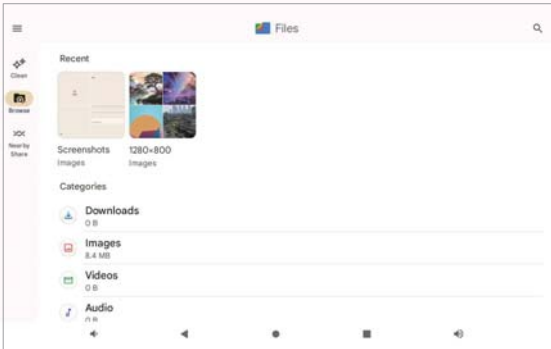 Files
Recent
Clean
Browse
Nearby
Share
Screenshots
Images
1280×800
Images
Categories
Downloads
0 B
Images
8.4 MB
Videos
0 B
Audio
0 B